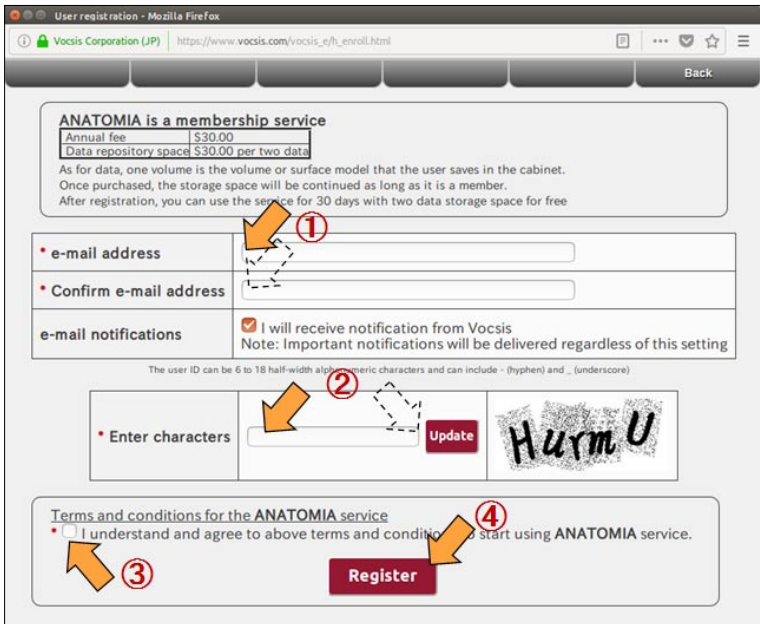 User registration - Mozilla Firefox
Vocsis Corporation (JP) https://www.vocsis.com/vocsis_e/h_enroll.html
Back
ANATOMIA is a membership service
Annual fee $30.00
Data repository space $30.00 per two data
As for data, one volume is the volume or surface model that the user saves in the cabinet.
Once purchased, the storage space will be continued as long as it is a member.
After registration, you can use the service for 30 days with two data storage space for free
①
* e-mail address
* Confirm e-mail address
e-mail notifications
I will receive notification from Vocsis
Note: Important notifications will be delivered regardless of this setting
The user ID can be 6 to 18 half-width alphanumeric characters and can include - (hyphen) and _ (underscore)
②
* Enter characters
Update
HurmU
Terms and conditions for the ANATOMIA service
* I understand and agree to above terms and conditions to start using ANATOMIA service.
③
④
Register